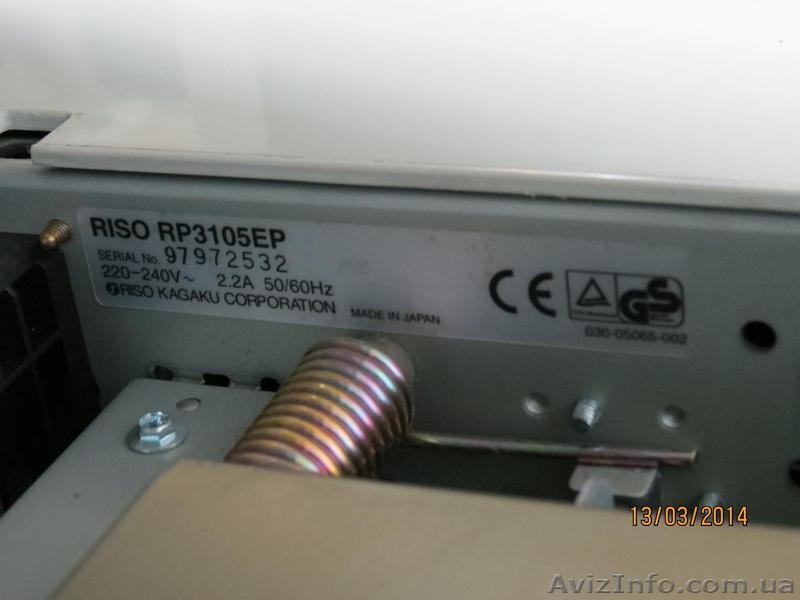 RISO RP3105EP
SERIAL No. 97972532
220-240V~ 2.2A 50/60Hz
RISO KAGAKU CORPORATION MADE IN JAPAN
CE
GS
030-05065-002
13/03/2014
AvizInfo.com.ua